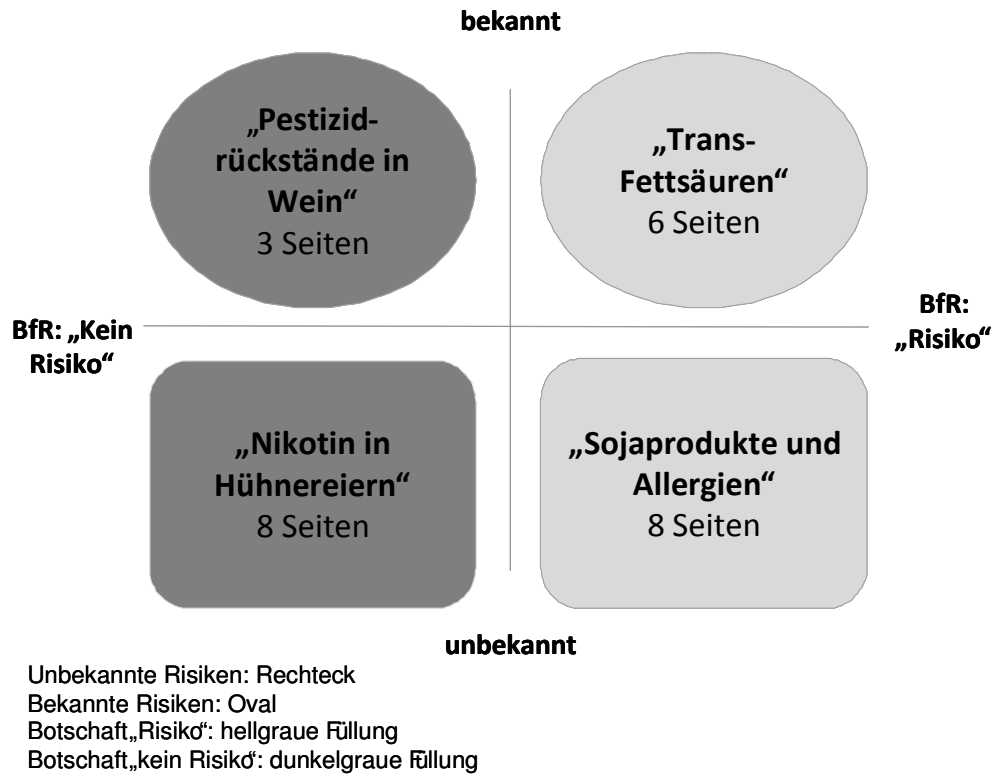 bekannt
„Pestizid-
rückstände in
Wein“
3 Seiten
„Trans-
Fettsäuren“
6 Seiten
BfR: „Kein
Risiko“
BfR:
„Risiko“
„Nikotin in
Hühnereiern“
8 Seiten
„Sojaprodukte und
Allergien“
8 Seiten
unbekannt
Unbekannte Risiken: Rechteck
Bekannte Risiken: Oval
Botschaft„Risiko“: hellgraue Füllung
Botschaft„kein Risiko“: dunkelgraue Füllung